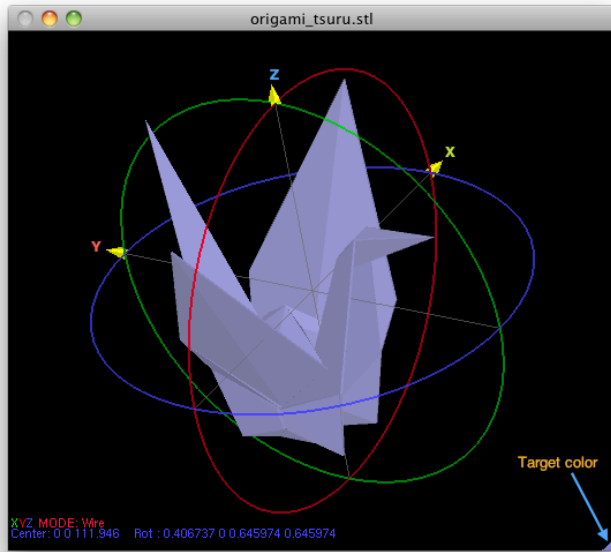 origami_tsuru.stl
Z
X
Y
Target color
XYZ MODE: Wire
Center: 0 0 111.946 Rot : 0.406737 0 0.645974 0.645974